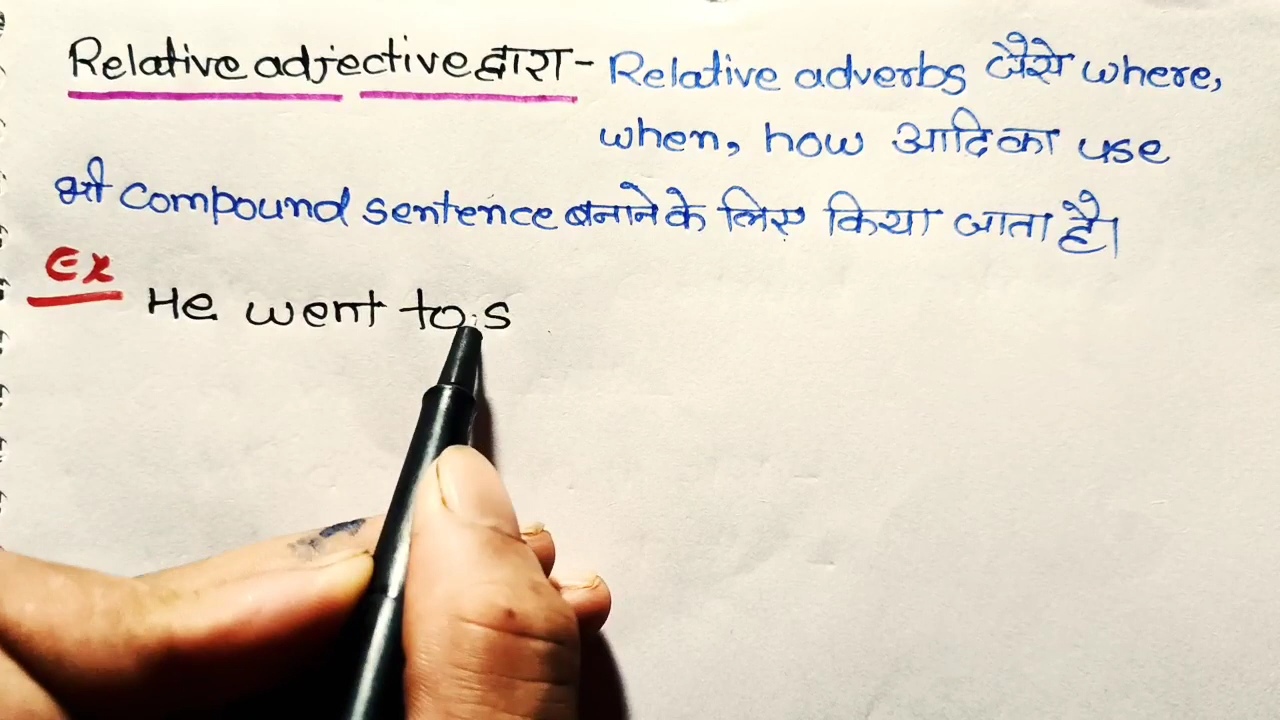 Relative adjective द्वारा - Relative adverbs जैसे where,
when, how आदि का use
भी compound sentence बनाने के लिए किया जाता है।
Ex
He went to s